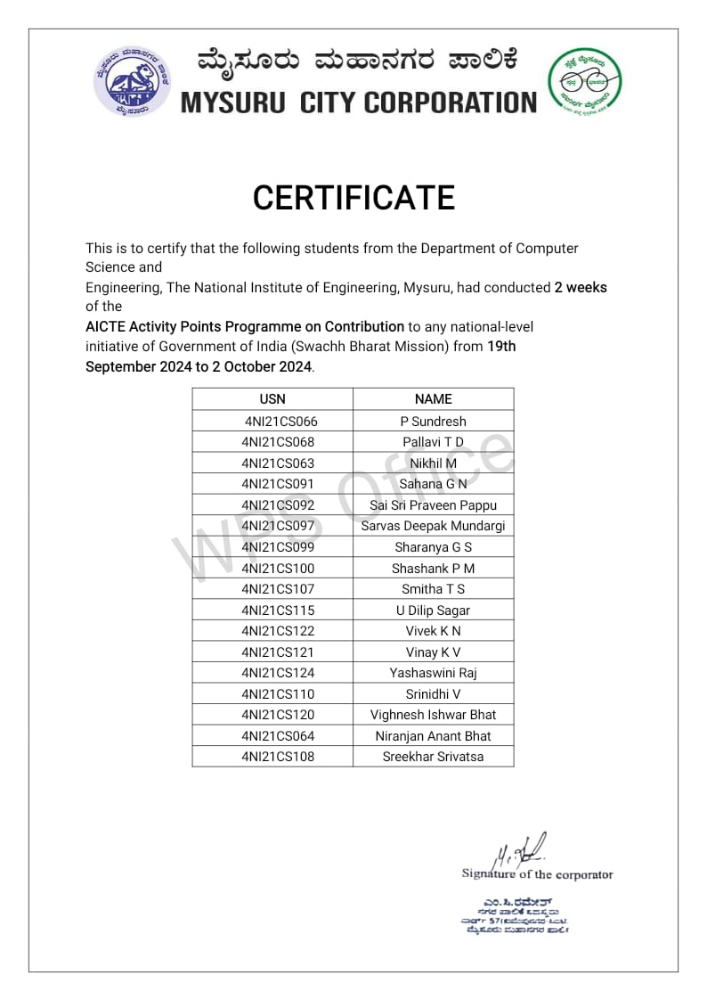 ಮೈಸೂರು ಮಹಾನಗರ ಪಾಲಿಕೆ
MYSURU CITY CORPORATION
ಮೈಸೂರು ಮಹಾನಗರ ಪಾಲಿಕೆ
ಮೈಸೂರು
ಸ್ವಚ್ಛ ಮೈಸೂರು
CERTIFICATE
This is to certify that the following students from the Department of Computer
Science and
Engineering, The National Institute of Engineering, Mysuru, had conducted 2 weeks
of the
AICTE Activity Points Programme on Contribution to any national-level
initiative of Government of India (Swachh Bharat Mission) from 19th
September 2024 to 2 October 2024.
USN NAME
4NI21CS066 P Sundresh
4NI21CS068 Pallavi T D
4NI21CS063 Nikhil M
4NI21CS091 Sahana G N
4NI21CS092 Sai Sri Praveen Pappu
4NI21CS097 Sarvas Deepak Mundargi
4NI21CS099 Sharanya G S
4NI21CS100 Shashank P M
4NI21CS107 Smitha T S
4NI21CS115 U Dilip Sagar
4NI21CS122 Vivek K N
4NI21CS121 Vinay K V
4NI21CS124 Yashaswini Raj
4NI21CS110 Srinidhi V
4NI21CS120 Vighnesh Ishwar Bhat
4NI21CS064 Niranjan Anant Bhat
4NI21CS108 Sreekhar Srivatsa
WPS Office
Signature of the corporator
ಎಂ.ಸಿ.ರಮೇಶ್
ನಗರ ಪಾಲಿಕೆ ಸದಸ್ಯರು
57
ಮೈಸೂರು ಮಹಾನಗರ